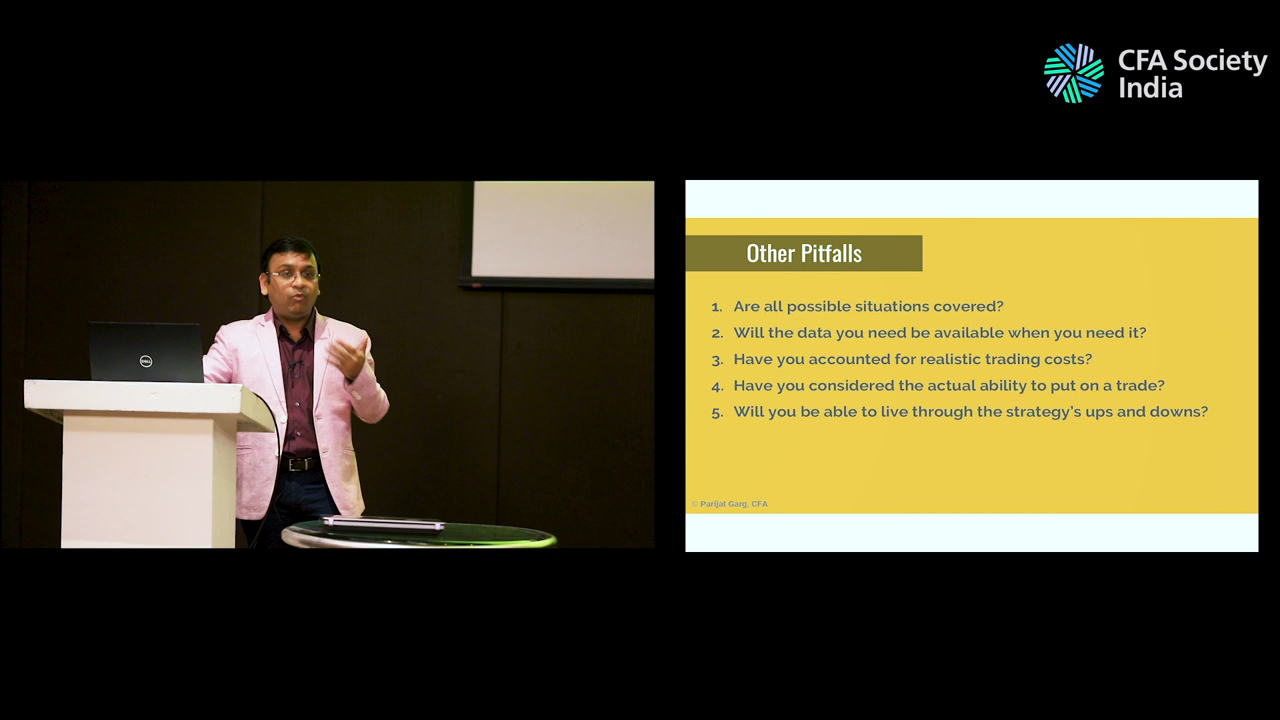 CFA Society
India
Other Pitfalls
1. Are all possible situations covered?
2. Will the data you need be available when you need it?
3. Have you accounted for realistic trading costs?
4. Have you considered the actual ability to put on a trade?
5. Will you be able to live through the strategy's ups and downs?
© Parijat Garg, CFA
DELL